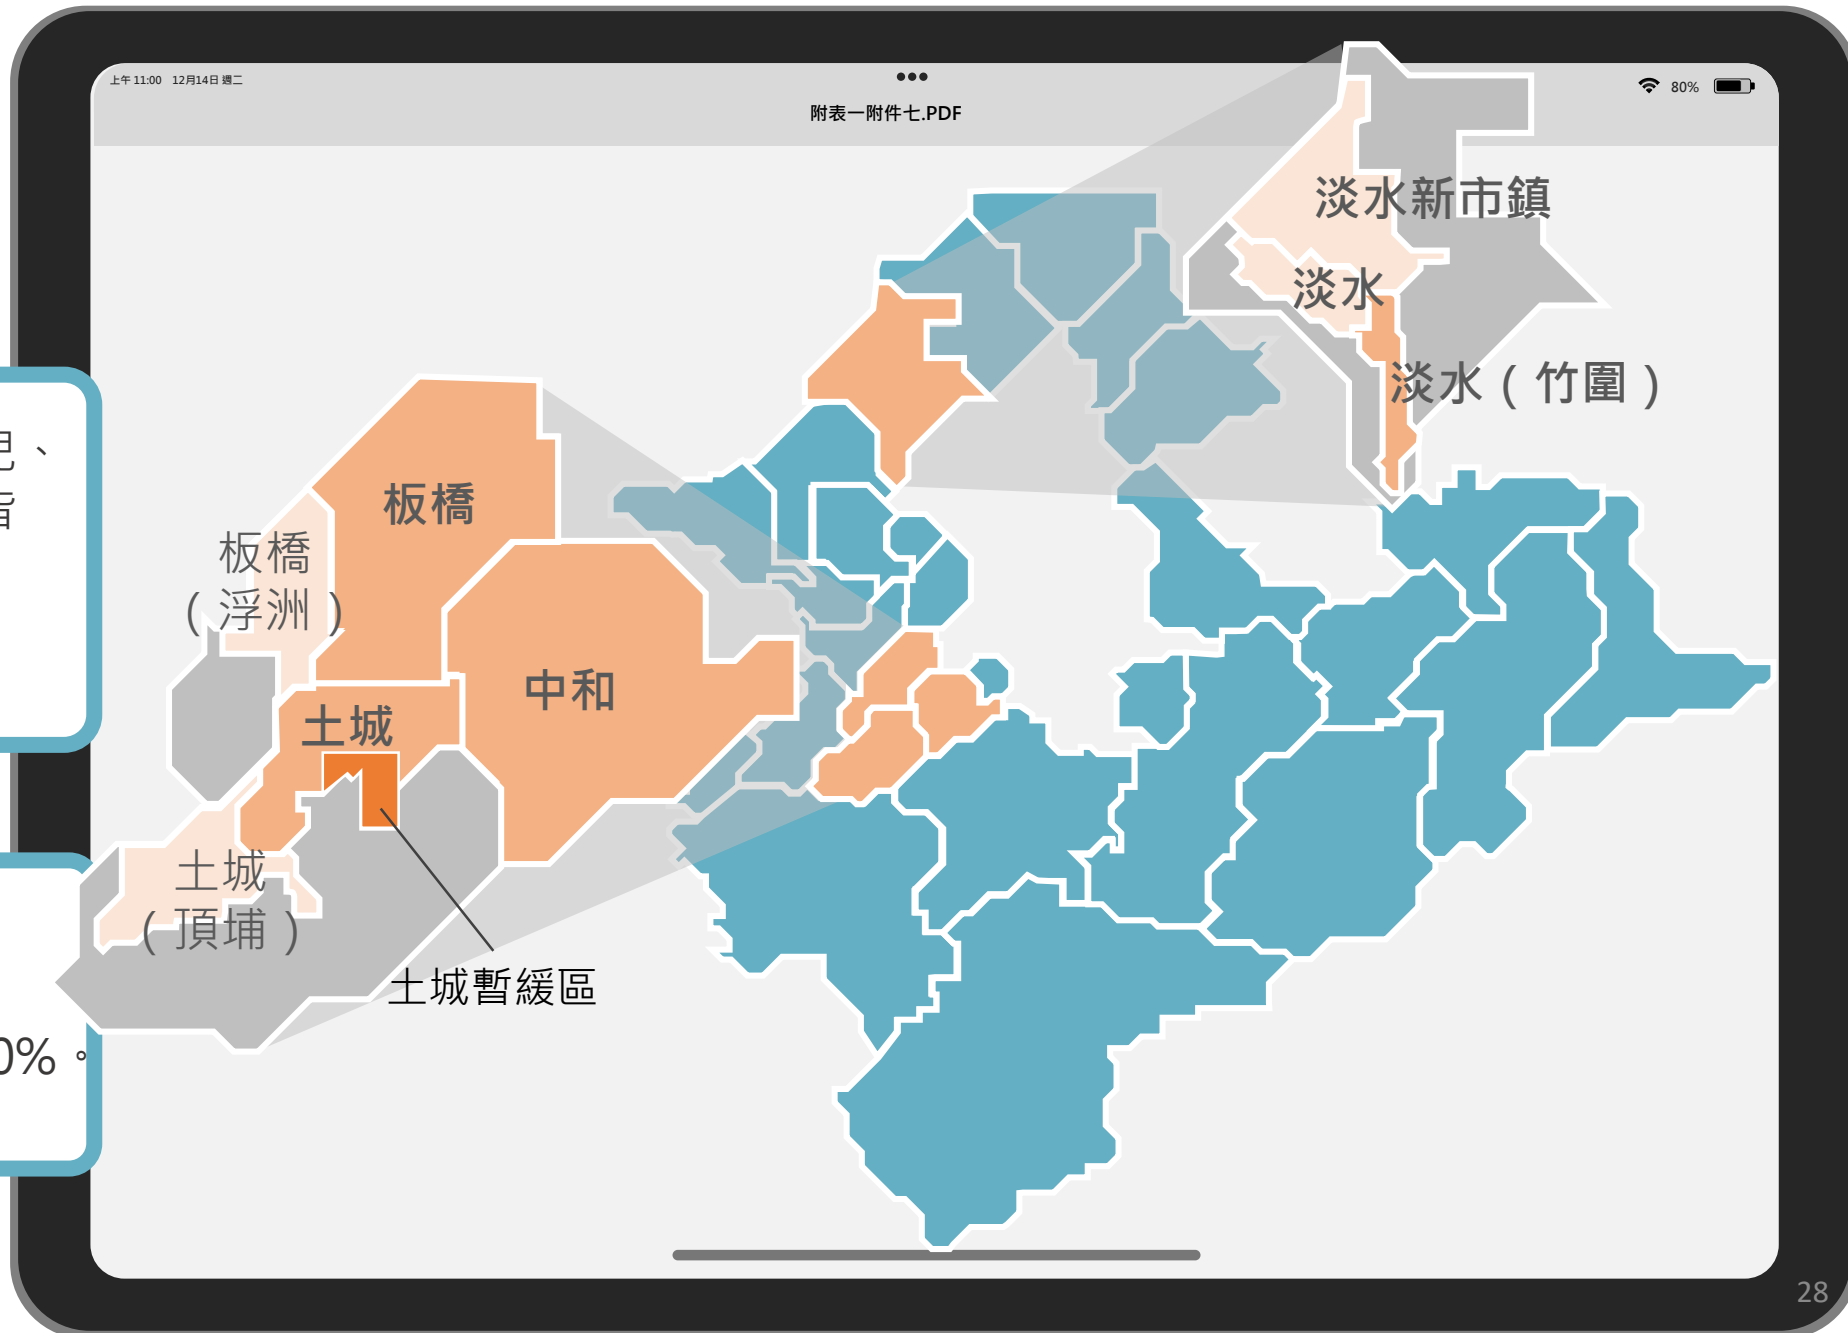 上午 11:00 12月14日 週二
80%
附表一附件七.PDF
淡水新市鎮
淡水
淡水（竹圍）
板橋
板橋
（浮洲）
中和
土城
土城
（頂埔）
土城暫緩區
、
0%。
28